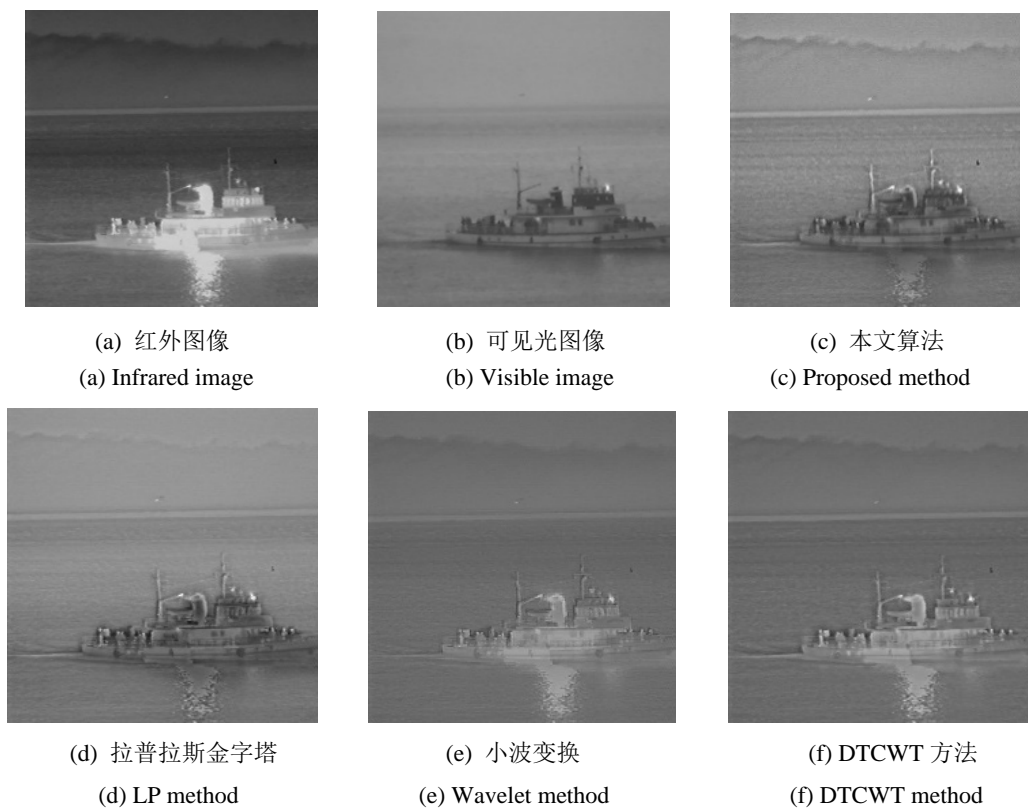 (a) 红外图像
(b) 可见光图像
(c) 本文算法
(a) Infrared image
(b) Visible image
(c) Proposed method
(d) 拉普拉斯金字塔
(e) 小波变换
(f) DTCWT 方法
(d) LP method
(e) Wavelet method
(f) DTCWT method